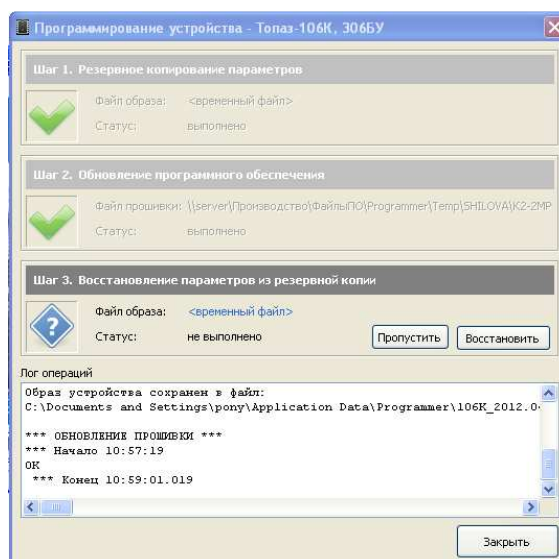 Программирование устройства - Топаз-106К, 306БУ
Шаг 1. Резервное копирование параметров
Файл образа: <временный файл>
Статус: выполнено
Шаг 2. Обновление программного обеспечения
Файл прошивки: \\server\Производство\ФайлыПО\Programmer\Temp\SHILOVA\K2-2MP
Статус: выполнено
Шаг 3. Восстановление параметров из резервной копии
Файл образа: <временный файл>
Статус: не выполнено
Пропустить Восстановить
Лог операций
Образ устройства сохранен в файл:
C:\Documents and Settings\pony\Application Data\Programmer\106K_2012.0
*** ОБНОВЛЕНИЕ ПРОШИВКИ ***
*** Начало 10:57:19
OK
*** Конец 10:59:01.019
Закрыть